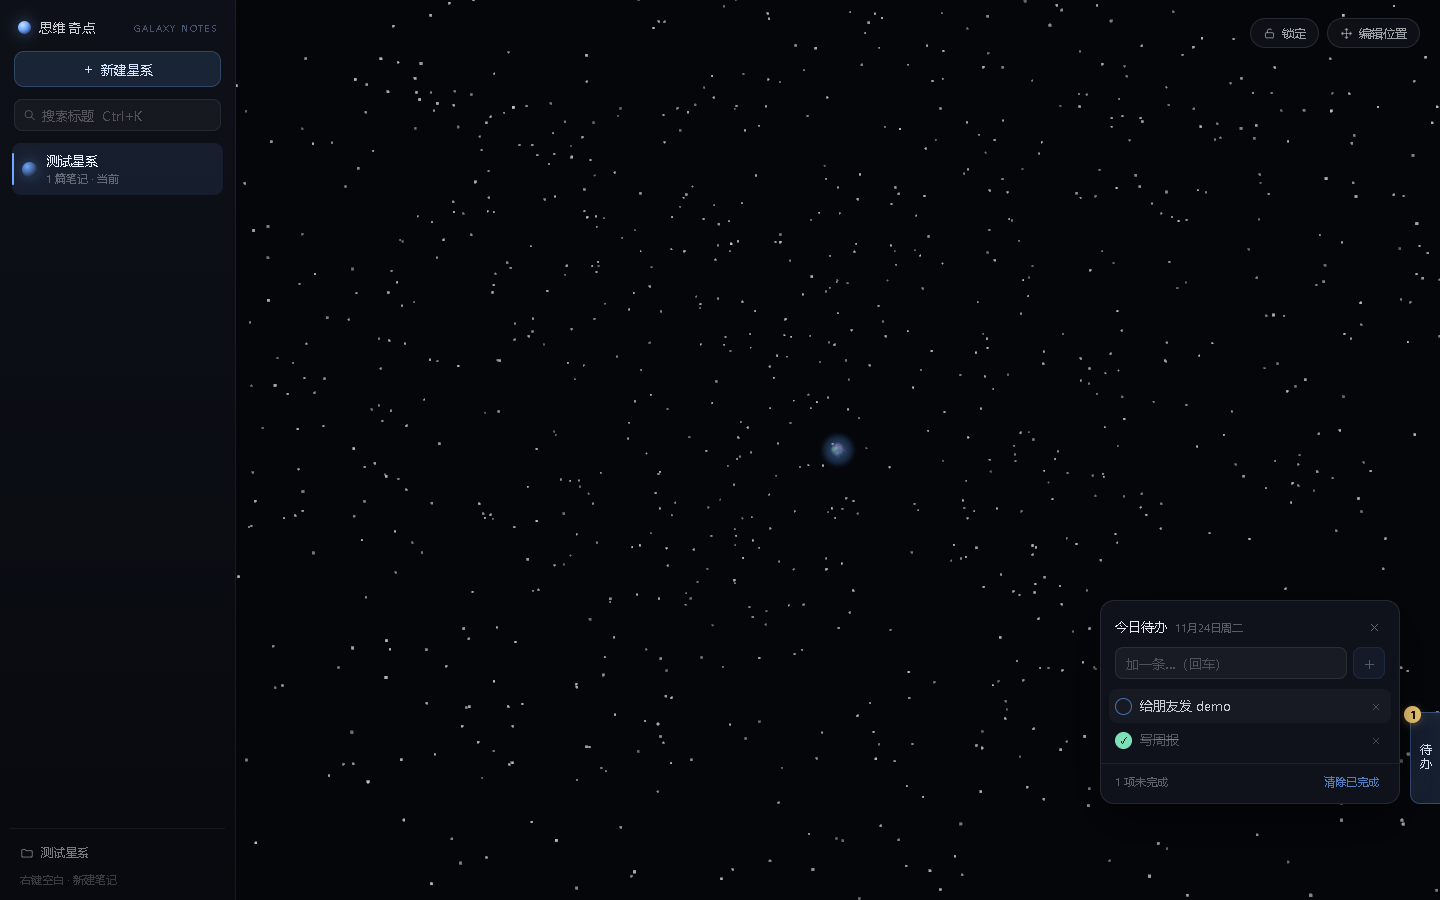 思维奇点 GALAXY NOTES
+ 新建星系
搜索标题 Ctrl+K
测试星系
1 篇笔记 · 当前
测试星系
右键空白 · 新建笔记
锁定
编辑位置
今日待办 11月24日周二 ×
加一条…（回车） +
给朋友发 demo ×
✓ 写周报 ×
1 项未完成 清除已完成
1
待
办